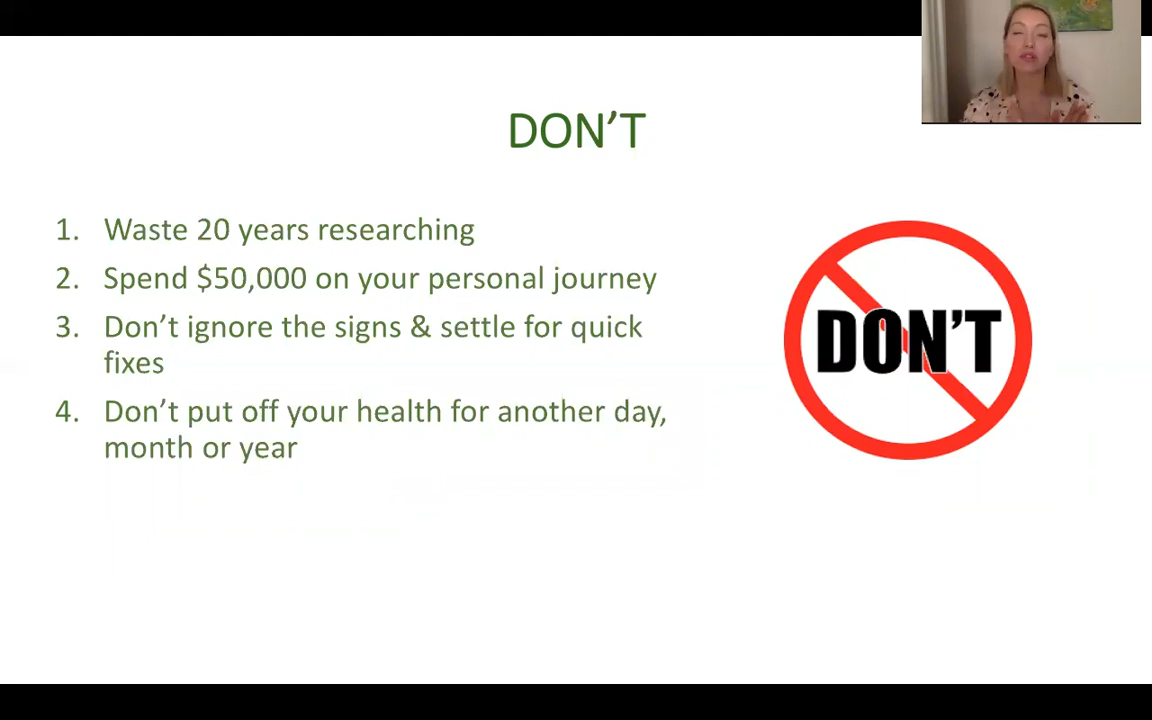 DON’T
1. Waste 20 years researching
2. Spend $50,000 on your personal journey
3. Don’t ignore the signs & settle for quick
fixes
4. Don’t put off your health for another day,
month or year
DON'T